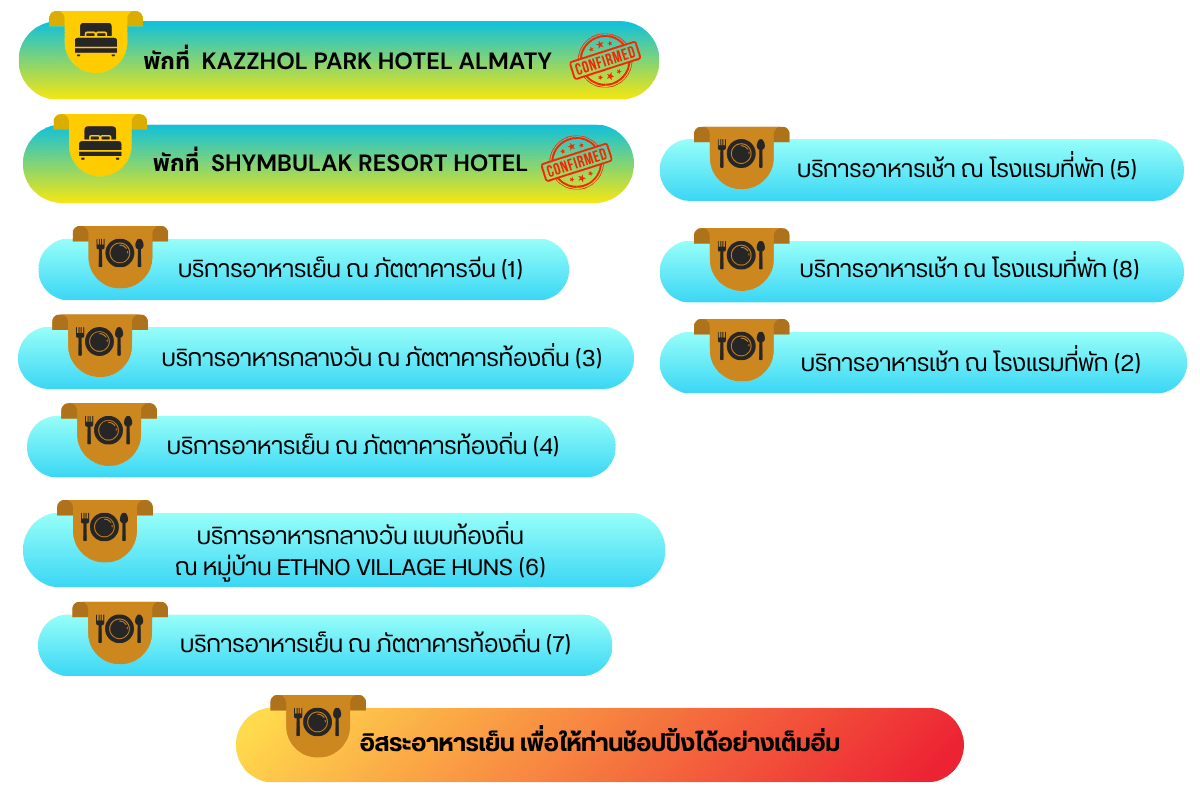 พักที่ KAZZHOL PARK HOTEL ALMATY
CONFIRMED
พักที่ SHYMBULAK RESORT HOTEL
CONFIRMED
บริการอาหารเย็น ณ ภัตตาคารจีน (1)
บริการอาหารกลางวัน ณ ภัตตาคารท้องถิ่น (3)
บริการอาหารเย็น ณ ภัตตาคารท้องถิ่น (4)
บริการอาหารกลางวัน แบบท้องถิ่น
ณ หมู่บ้าน ETHNO VILLAGE HUNS (6)
บริการอาหารเย็น ณ ภัตตาคารท้องถิ่น (7)
บริการอาหารเช้า ณ โรงแรมที่พัก (5)
บริการอาหารเช้า ณ โรงแรมที่พัก (8)
บริการอาหารเช้า ณ โรงแรมที่พัก (2)
อิสระอาหารเย็น เพื่อให้ท่านช้อปปิ้งได้อย่างเต็มอิ่ม